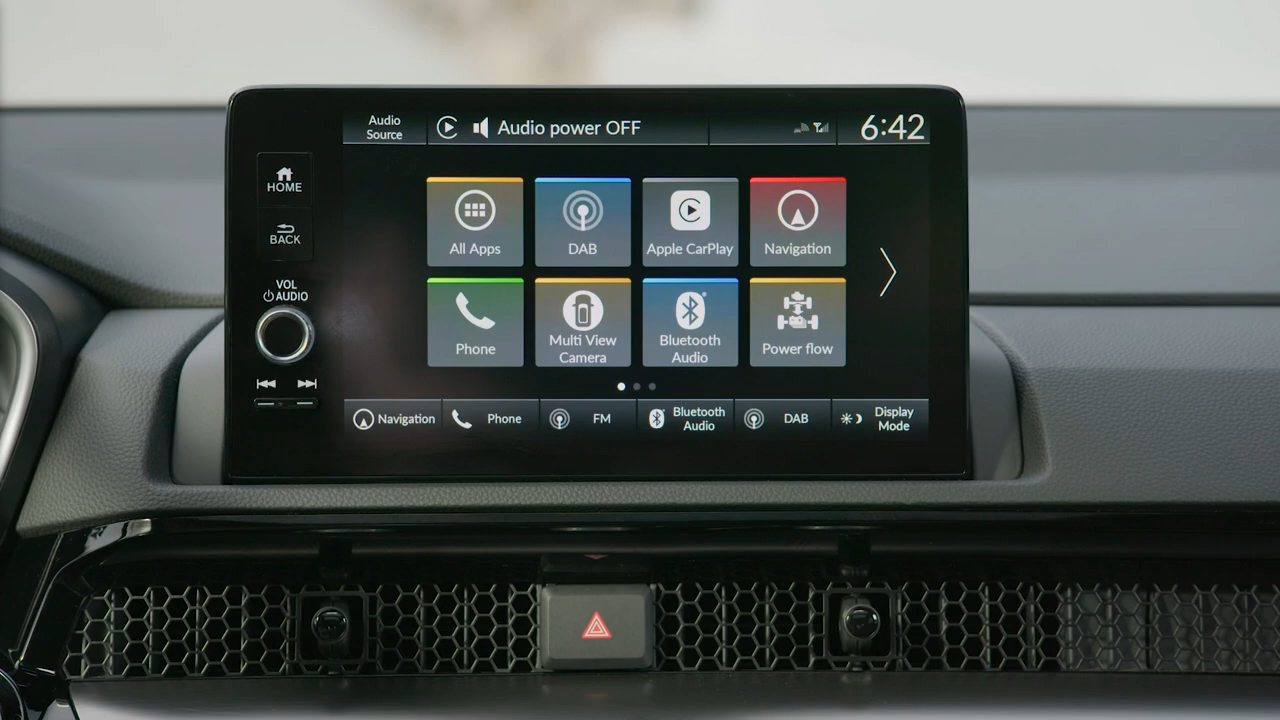 Audio
Source
Audio power OFF
6:42
HOME
BACK
VOL
AUDIO
All Apps
DAB
Apple CarPlay
Navigation
Phone
Multi View
Camera
Bluetooth
Audio
Power flow
Navigation
Phone
FM
Bluetooth
Audio
DAB
Display
Mode